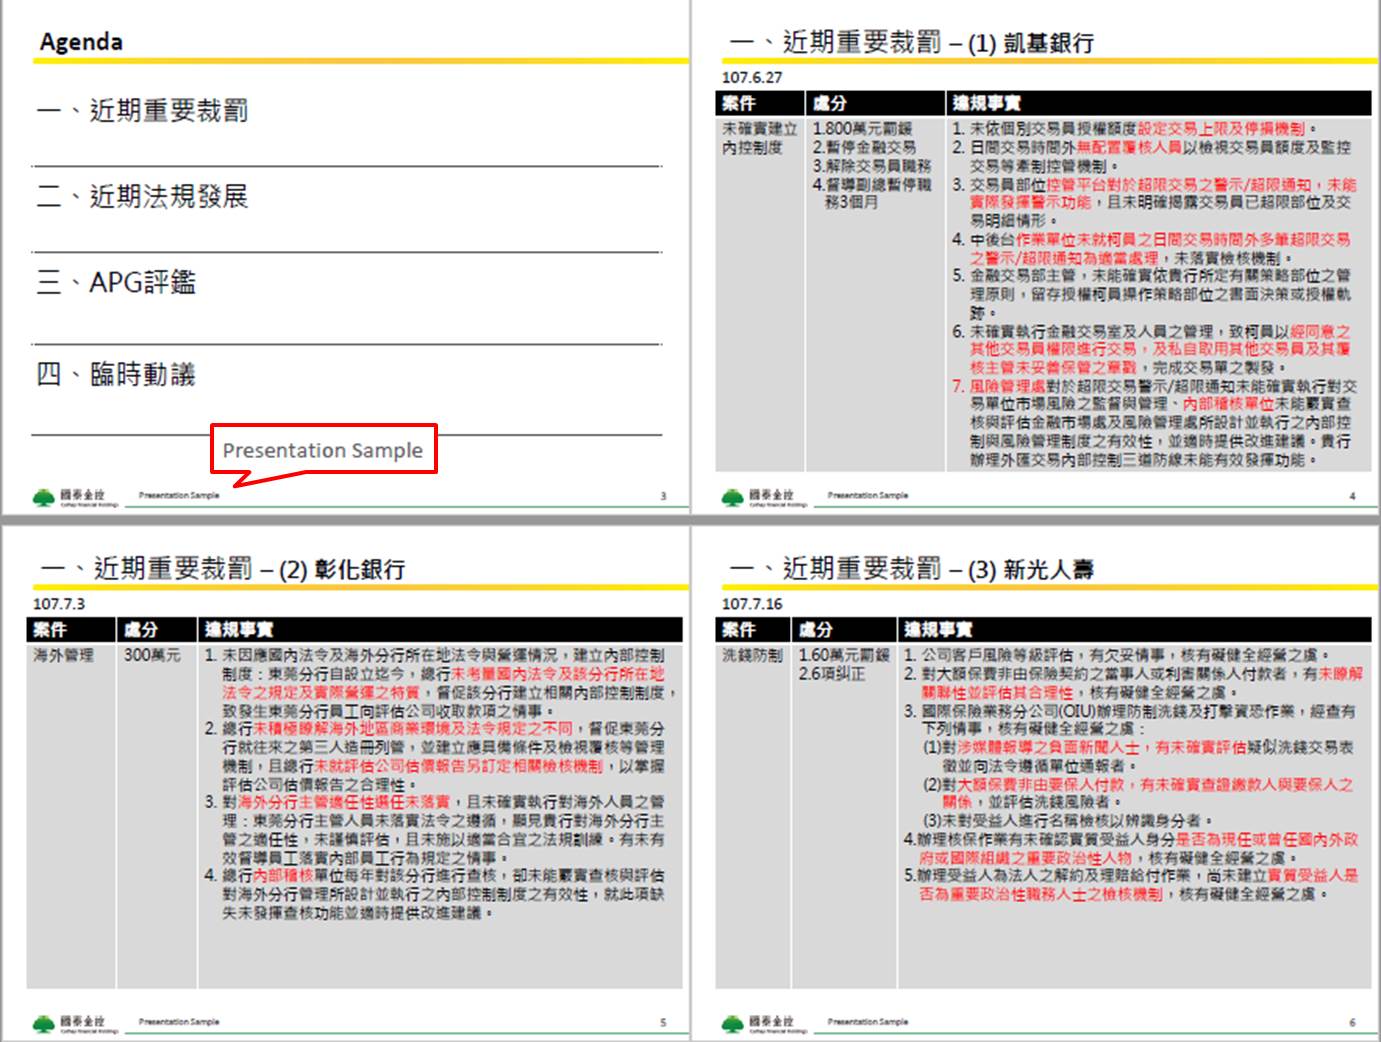 Agenda
一、近期重要裁罰
二、近期法規發展
三、APG評鑑
四、臨時動議
Presentation Sample
國泰金控
Cathay Financial Holdings
Presentation Sample
3
一、近期重要裁罰 – (1) 凱基銀行
107.6.27
案件 處分 違規事實
未確實建立
內控制度
1.800萬元罰鍰
2.暫停金融交易
3.解除交易員職務
4.督導副總暫停職
務3個月
1. 未依個別交易員授權額度設定交易上限及停損機制。
2. 日間交易時間外無配置覆核人員以檢視交易員額度及監控
交易等牽制控管機制。
3. 交易員部位控管平台對於超限交易之警示/超限通知，未能
實際發揮警示功能，且未明確揭露交易員已超限部位及交
易明細情形。
4. 中後台作業單位未就柯員之日間交易時間外多筆超限交易
之警示/超限通知為適當處理，未落實檢核機制。
5. 金融交易部主管，未能確實依貴行所定有關策略部位之管
理原則，留存授權柯員操作策略部位之書面決策或授權軌
跡。
6. 未確實執行金融交易室及人員之管理，致柯員以經同意之
其他交易員權限進行交易，及私自取用其他交易員及其覆
核主管未妥善保管之章戳，完成交易單之製發。
7. 風險管理處對於超限交易警示/超限通知未能確實執行對交
易單位市場風險之監督與管理、內部稽核單位未能嚴實查
核與評估金融市場處及風險管理處所設計並執行之內部控
制與風險管理制度之有效性，並適時提供改進建議。貴行
辦理外匯交易內部控制三道防線未能有效發揮功能。
國泰金控
Cathay Financial Holdings
Presentation Sample
4
一、近期重要裁罰 – (2) 彰化銀行
107.7.3
案件 處分 違規事實
海外管理
300萬元
1. 未因應國內法令及海外分行所在地法令與營運情況，建立內部控制
制度：東莞分行自設立迄今，總行未考量國內法令及該分行所在地
法令之規定及實際營運之特質，督促該分行建立相關內部控制制度，
致發生東莞分行員工向評估公司收取款項之情事。
2. 總行未積極瞭解海外地區商業環境及法令規定之不同，督促東莞分
行就往來之第三人造冊列管，並建立應具備條件及檢視覆核等管理
機制，且總行未就評估公司估價報告另訂定相關檢核機制，以掌握
評估公司估價報告之合理性。
3. 對海外分行主管適任性選任未落實，且未確實執行對海外人員之管
理：東莞分行主管人員未落實法令之遵循，顯見貴行對海外分行主
管之適任性，未謹慎評估，且未施以適當合宜之法規訓練。有未有
效督導員工落實內部員工行為規定之情事。
4. 總行內部稽核單位每年對該分行進行查核，卻未能嚴實查核與評估
對海外分行管理所設計並執行之內部控制制度之有效性，就此項缺
失未發揮查核功能並適時提供改進建議。
國泰金控
Cathay Financial Holdings
Presentation Sample
5
一、近期重要裁罰 – (3) 新光人壽
107.7.16
案件 處分 違規事實
洗錢防制
1.60萬元罰鍰
2.6項糾正
1. 公司客戶風險等級評估，有欠妥情事，核有礙健全經營之虞。
2. 對大額保費非由保險契約之當事人或利害關係人付款者，有未瞭解
關聯性並評估其合理性，核有礙健全經營之虞。
3. 國際保險業務分公司(OIU)辦理防制洗錢及打擊資恐作業，經查有
下列情事，核有礙健全經營之虞：
(1)對涉媒體報導之負面新聞人士，有未確實評估疑似洗錢交易表
徵並向法令遵循單位通報者。
(2)對大額保費非由要保人付款，有未確實查證繳款人與要保人之
關係，並評估洗錢風險者。
(3)未對受益人進行名稱檢核以辨識身分者。
4.辦理核保作業有未確認實質受益人身分是否為現任或曾任國內外政
府或國際組織之重要政治性人物，核有礙健全經營之虞。
5.辦理受益人為法人之解約及理賠給付作業，尚未建立實質受益人是
否為重要政治性職務人士之檢核機制，核有礙健全經營之虞。
國泰金控
Cathay Financial Holdings
Presentation Sample
6